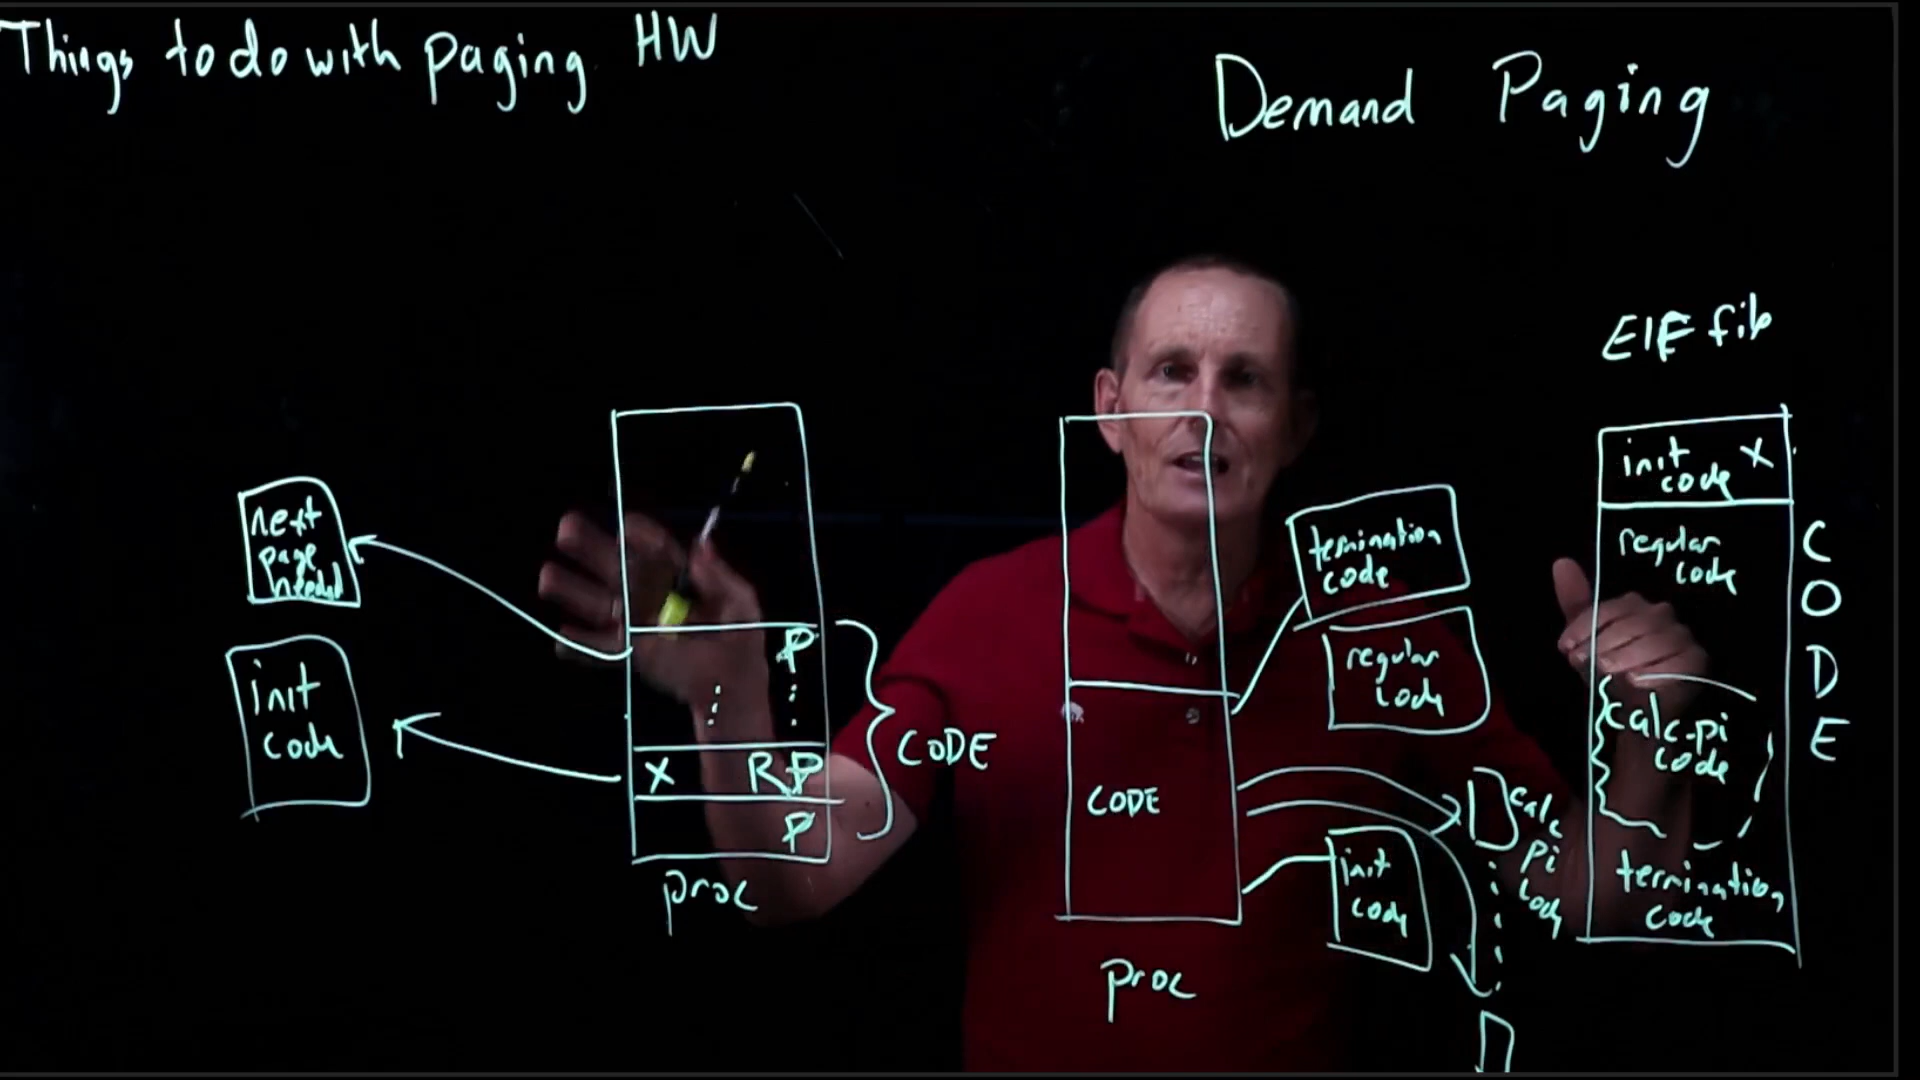 Things to do with paging HW
Demand Paging
next
page
needed
init
code
P
X RP
P
CODE
proc
CODE
proc
termination
code
regular
code
calc
pi
code
init
code
ElF file
init
code X
regular
code
calc-pi
code
termination
code
CODE